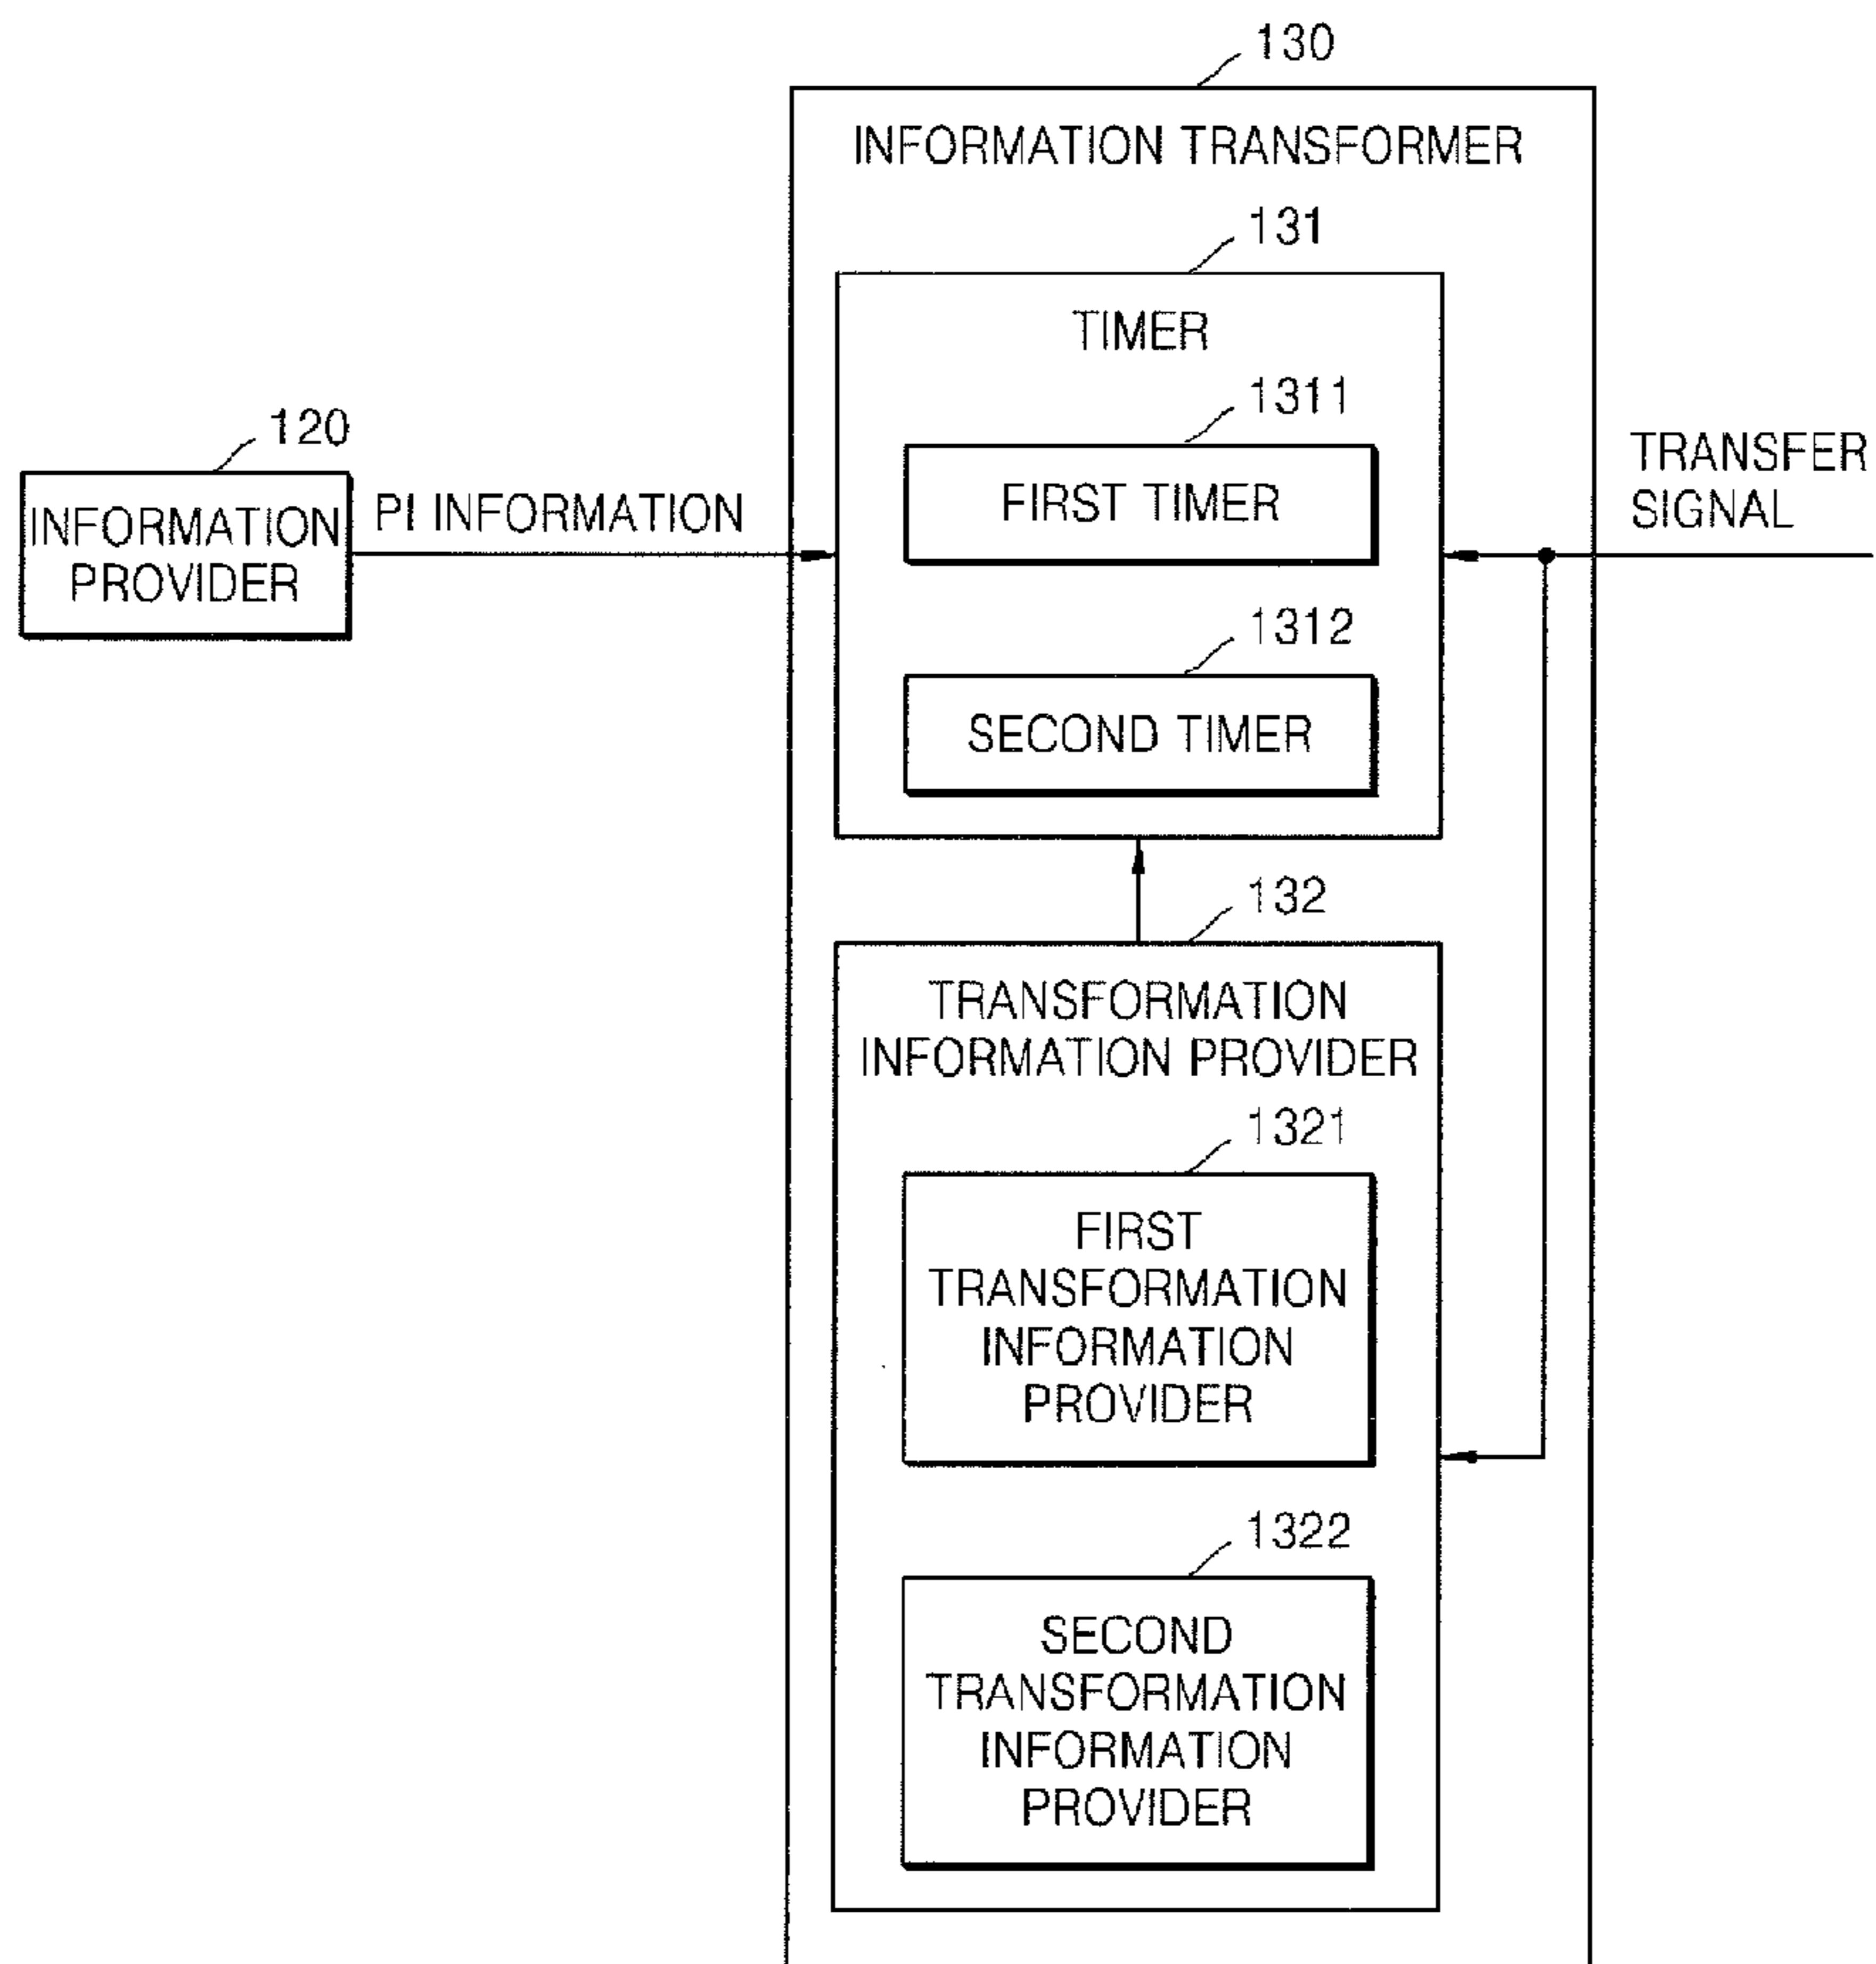 130
INFORMATION TRANSFORMER
131
TIMER
1311
FIRST TIMER
1312
SECOND TIMER
120
INFORMATION
PROVIDER
PI INFORMATION
TRANSFER
SIGNAL
132
TRANSFORMATION
INFORMATION PROVIDER
1321
FIRST
TRANSFORMATION
INFORMATION
PROVIDER
1322
SECOND
TRANSFORMATION
INFORMATION
PROVIDER